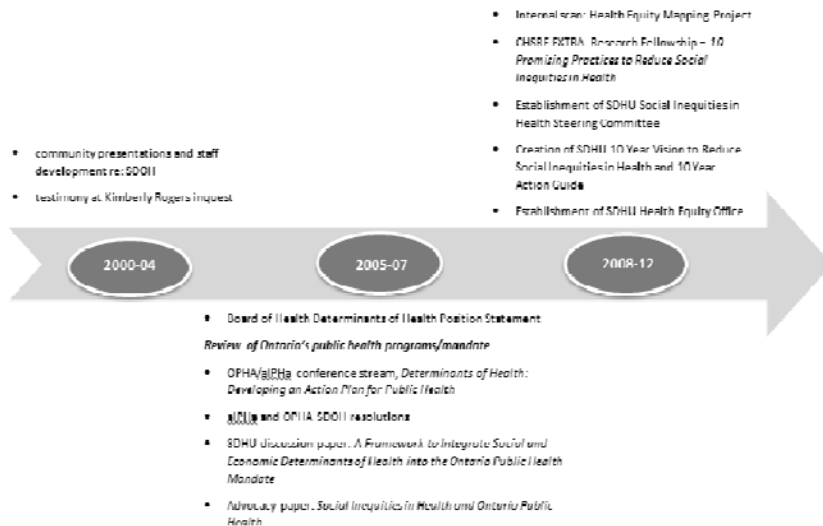 • Internal scan: Health Equity Mapping Project
• CHSRF EXTRA Research Fellowship – 10
Promising Practices to Reduce Social
Inequities in Health
• Establishment of SDHU Social Inequities in
Health Steering Committee
• Creation of SDHU 10 Year Vision to Reduce
Social Inequities in Health and 10 Year
Action Guide
• Establishment of SDHU Health Equity Office
• community presentations and staff
development re: SDOH
• testimony at Kimberly Rogers inquest
2000-04
2005-07
2008-12
• Board of Health Determinants of Health Position Statement
Review of Ontario's public health programs/mandate
• OPHA/alPHa conference stream, Determinants of Health:
Developing an Action Plan for Public Health
• alPHa and OPHA SDOH resolutions
• SDHU discussion paper: A Framework to Integrate Social and
Economic Determinants of Health into the Ontario Public Health
Mandate
• Advocacy paper: Social Inequities in Health and Ontario Public
Health